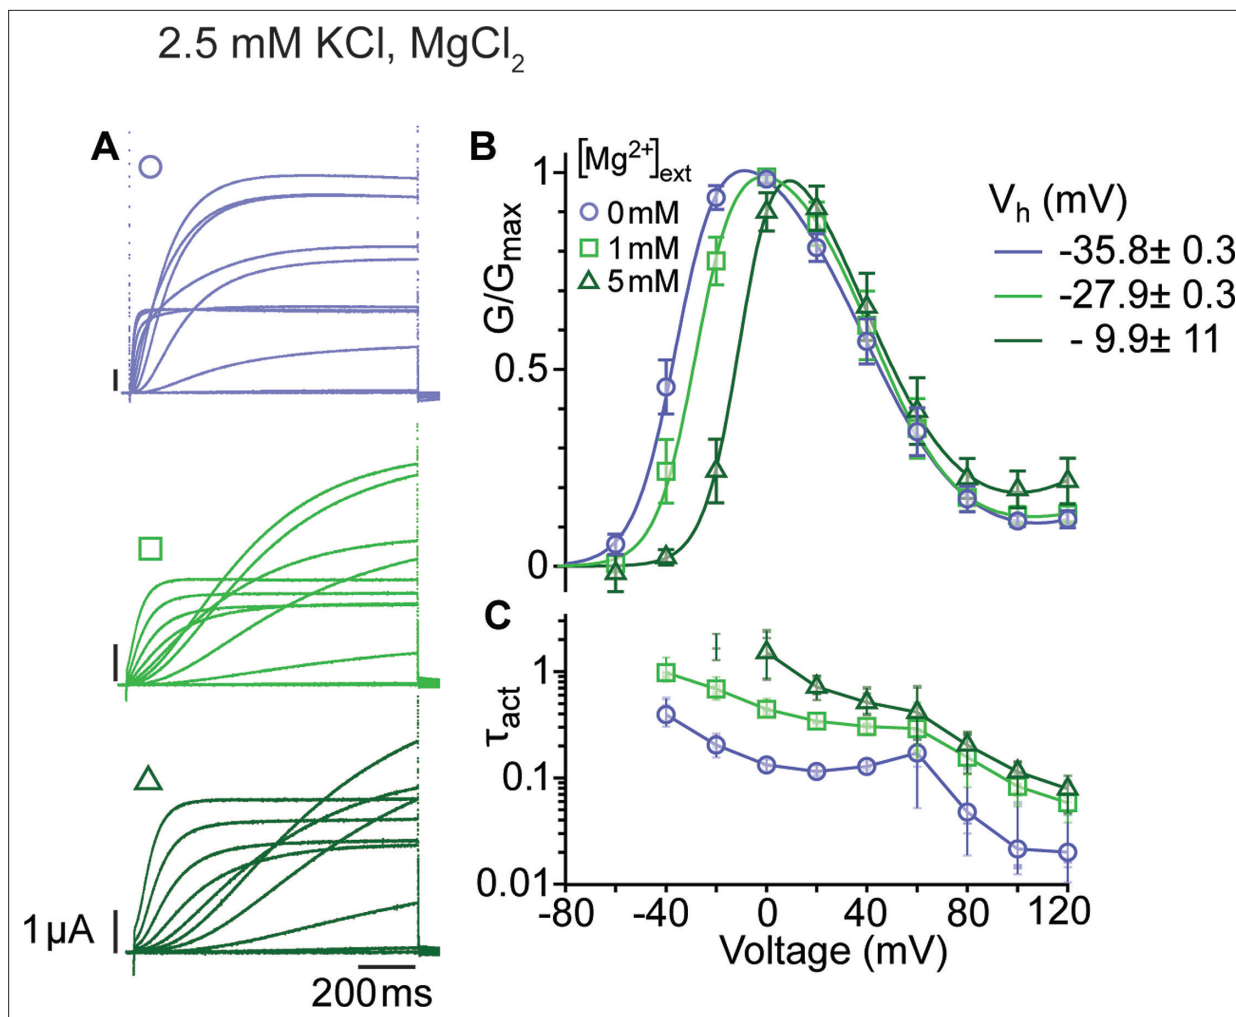 2.5 mM KCl, MgCl₂
A
1 µA
200 ms
B
[Mg²⁺]ext
0 mM
1 mM
5 mM
Vh (mV)
-35.8± 0.3
-27.9± 0.3
- 9.9± 11
G/Gmax
1
0.5
0
C
τact
1
0.1
0.01
-80 -40 0 40 80 120
Voltage (mV)